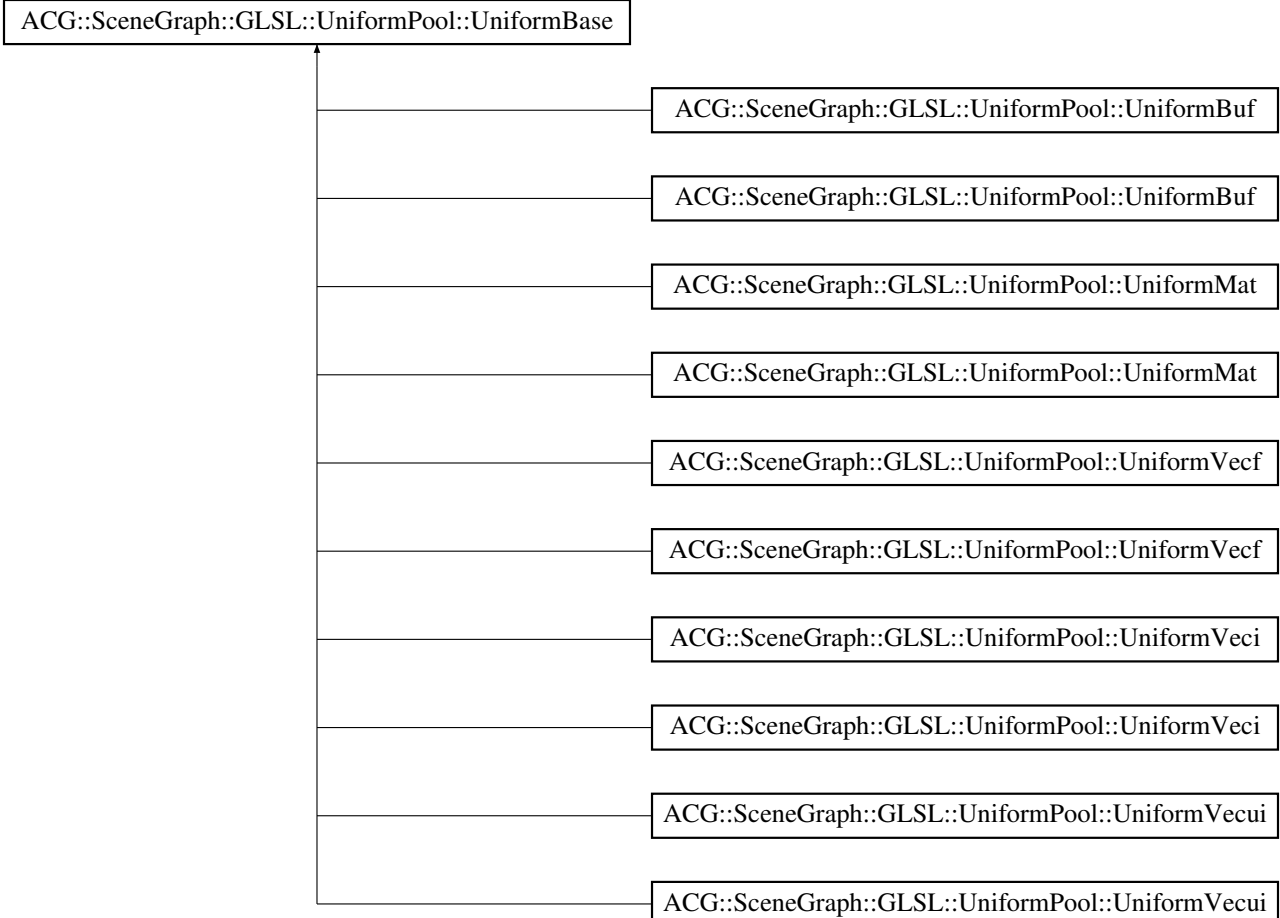 ACG::SceneGraph::GLSL::UniformPool::UniformBase
ACG::SceneGraph::GLSL::UniformPool::UniformBuf
ACG::SceneGraph::GLSL::UniformPool::UniformBuf
ACG::SceneGraph::GLSL::UniformPool::UniformMat
ACG::SceneGraph::GLSL::UniformPool::UniformMat
ACG::SceneGraph::GLSL::UniformPool::UniformVecf
ACG::SceneGraph::GLSL::UniformPool::UniformVecf
ACG::SceneGraph::GLSL::UniformPool::UniformVeci
ACG::SceneGraph::GLSL::UniformPool::UniformVeci
ACG::SceneGraph::GLSL::UniformPool::UniformVecui
ACG::SceneGraph::GLSL::UniformPool::UniformVecui